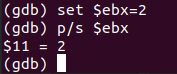 (gdb) set $ebx=2
(gdb) p/s $ebx
$11 = 2
(gdb)